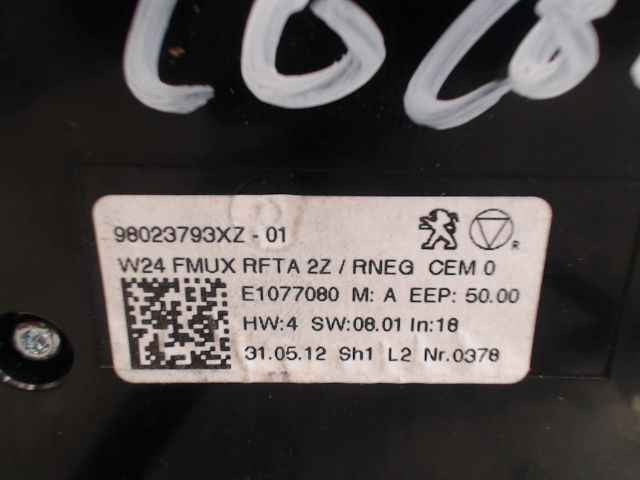 98023793XZ - 01
W24 FMUX RFTA 2Z / RNEG CEM 0
E1077080 M: A EEP: 50.00
HW:4 SW:08.01 In:18
31.05.12 Sh1 L2 Nr.0378
R